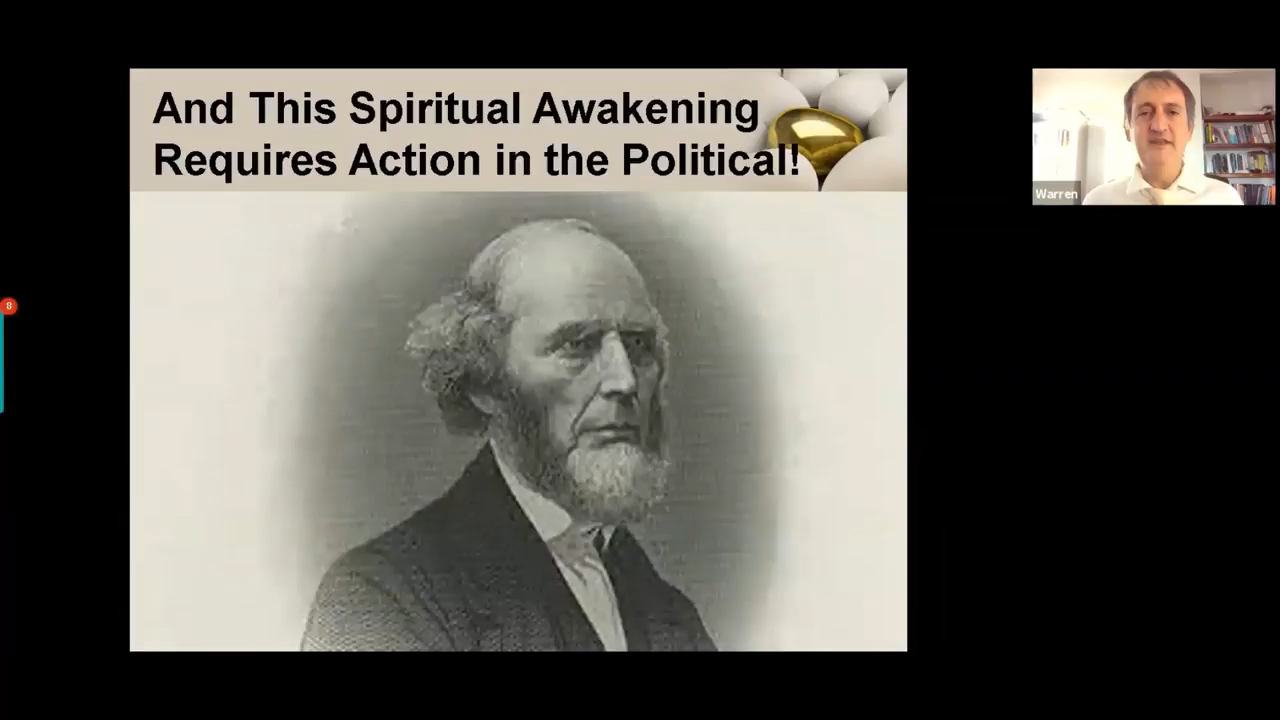 And This Spiritual Awakening
Requires Action in the Political!
Warren
8